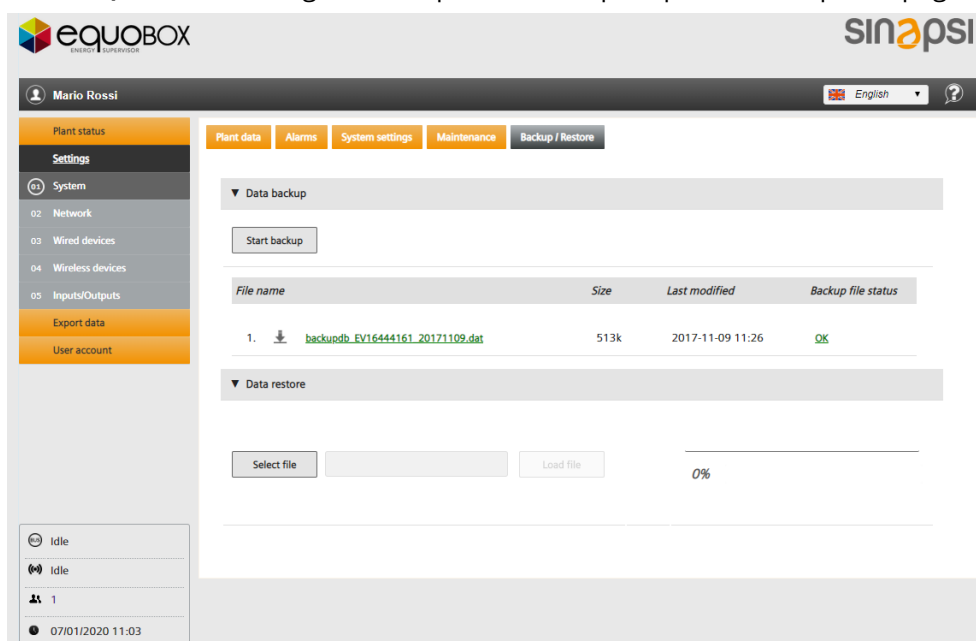 equoBOX
ENERGY SUPERVISOR
sinapsi
Mario Rossi
English
?
Plant status
Settings
01 System
02 Network
03 Wired devices
04 Wireless devices
05 Inputs/Outputs
Export data
User account
Plant data Alarms System settings Maintenance Backup / Restore
▼ Data backup
Start backup
File name Size Last modified Backup file status
1. backupdb_EV16444161_20171109.dat 513k 2017-11-09 11:26 OK
▼ Data restore
Select file Load file
0%
BUS Idle
Idle
1
07/01/2020 11:03